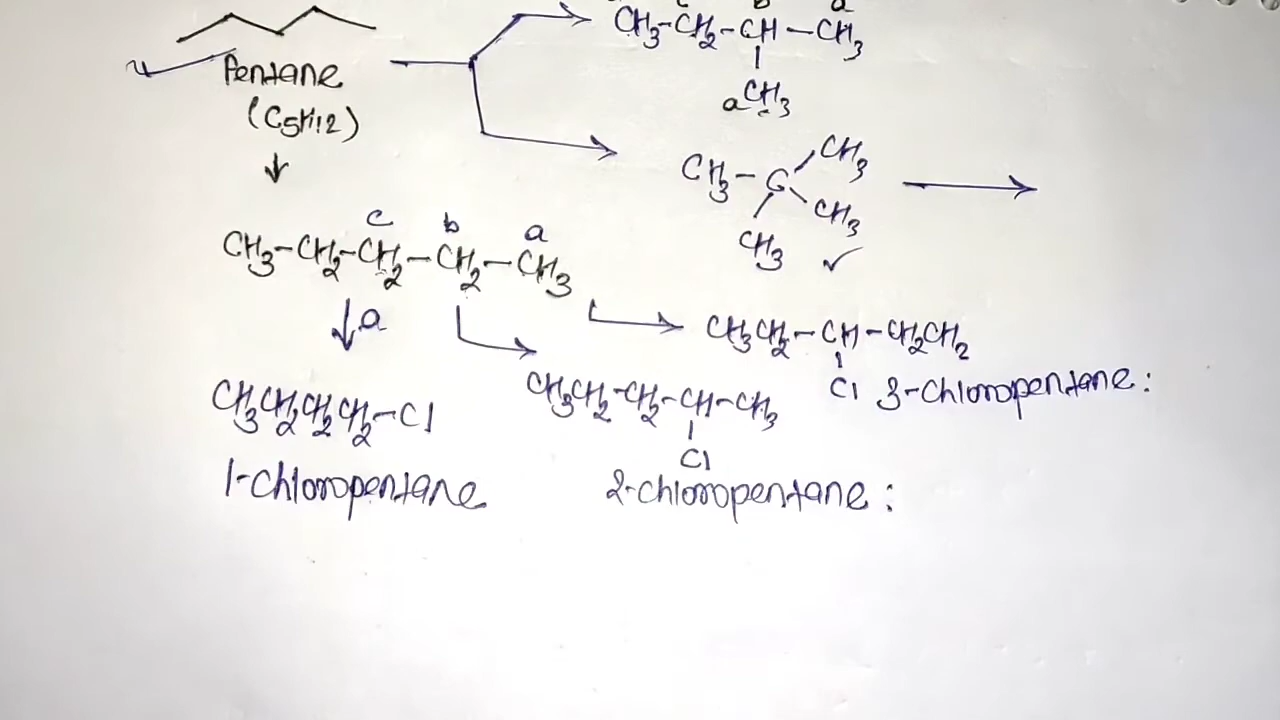 c b a
CH3-CH2-CH-CH3
aCH3
Pentane
(C5H12)
CH3-C
CH3
CH3
CH3
c b a
CH3-CH2-CH2-CH2-CH3
a
CH3CH2-CH-CH2CH2
Cl 3-Chloropentane:
CH3CH2CH2CH2-Cl
1-Chloropentane
CH3CH2-CH2-CH-CH3
Cl
2-chloropentane: